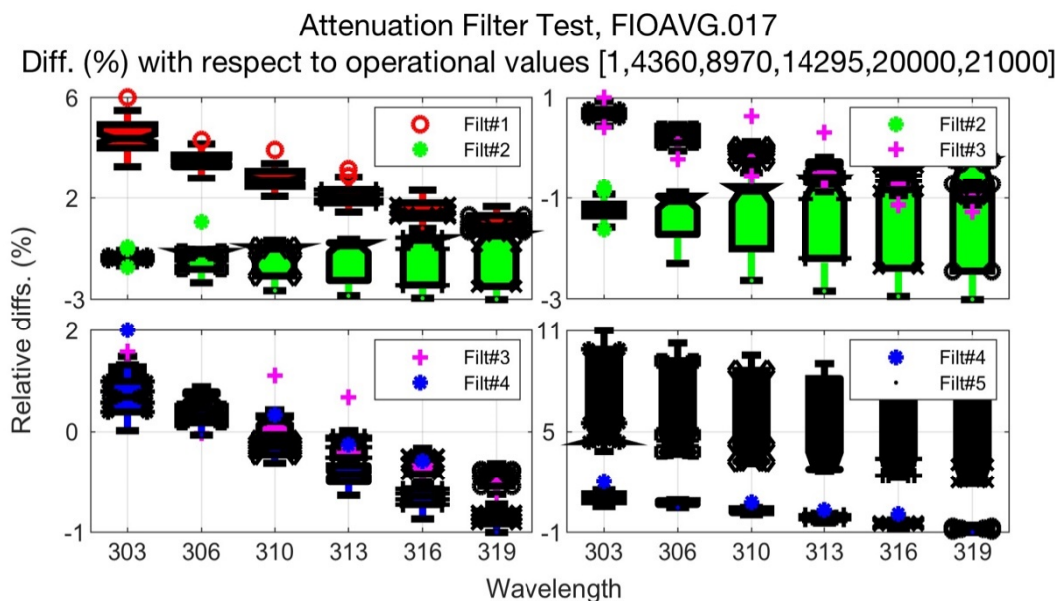 Attenuation Filter Test, FIOAVG.017
Diff. (%) with respect to operational values [1,4360,8970,14295,20000,21000]
6
2
-3
Filt#1
Filt#2
1
-1
-3
Filt#2
Filt#3
Relative diffs. (%)
2
0
-1
303 306 310 313 316 319
Filt#3
Filt#4
11
5
-1
303 306 310 313 316 319
Filt#4
Filt#5
Wavelength